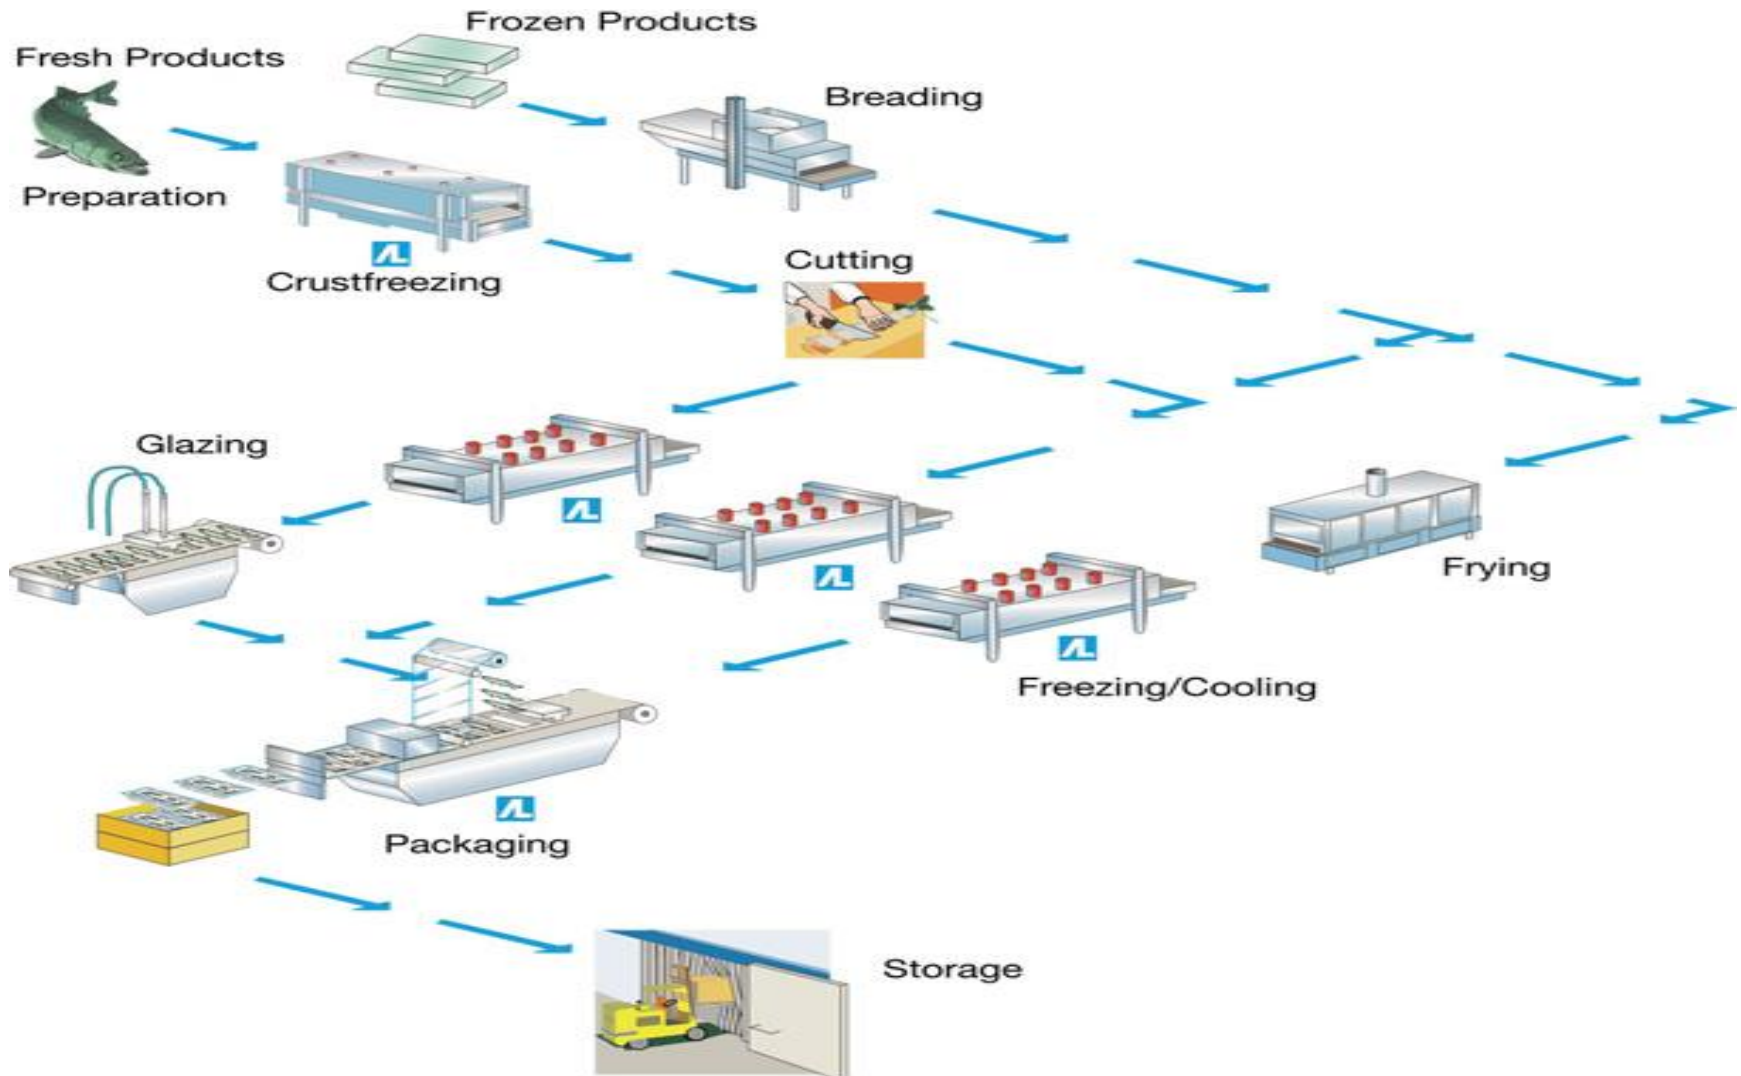 Frozen Products
Fresh Products
Breading
Preparation
Cutting
Crustfreezing
Glazing
Frying
Freezing/Cooling
Packaging
Storage